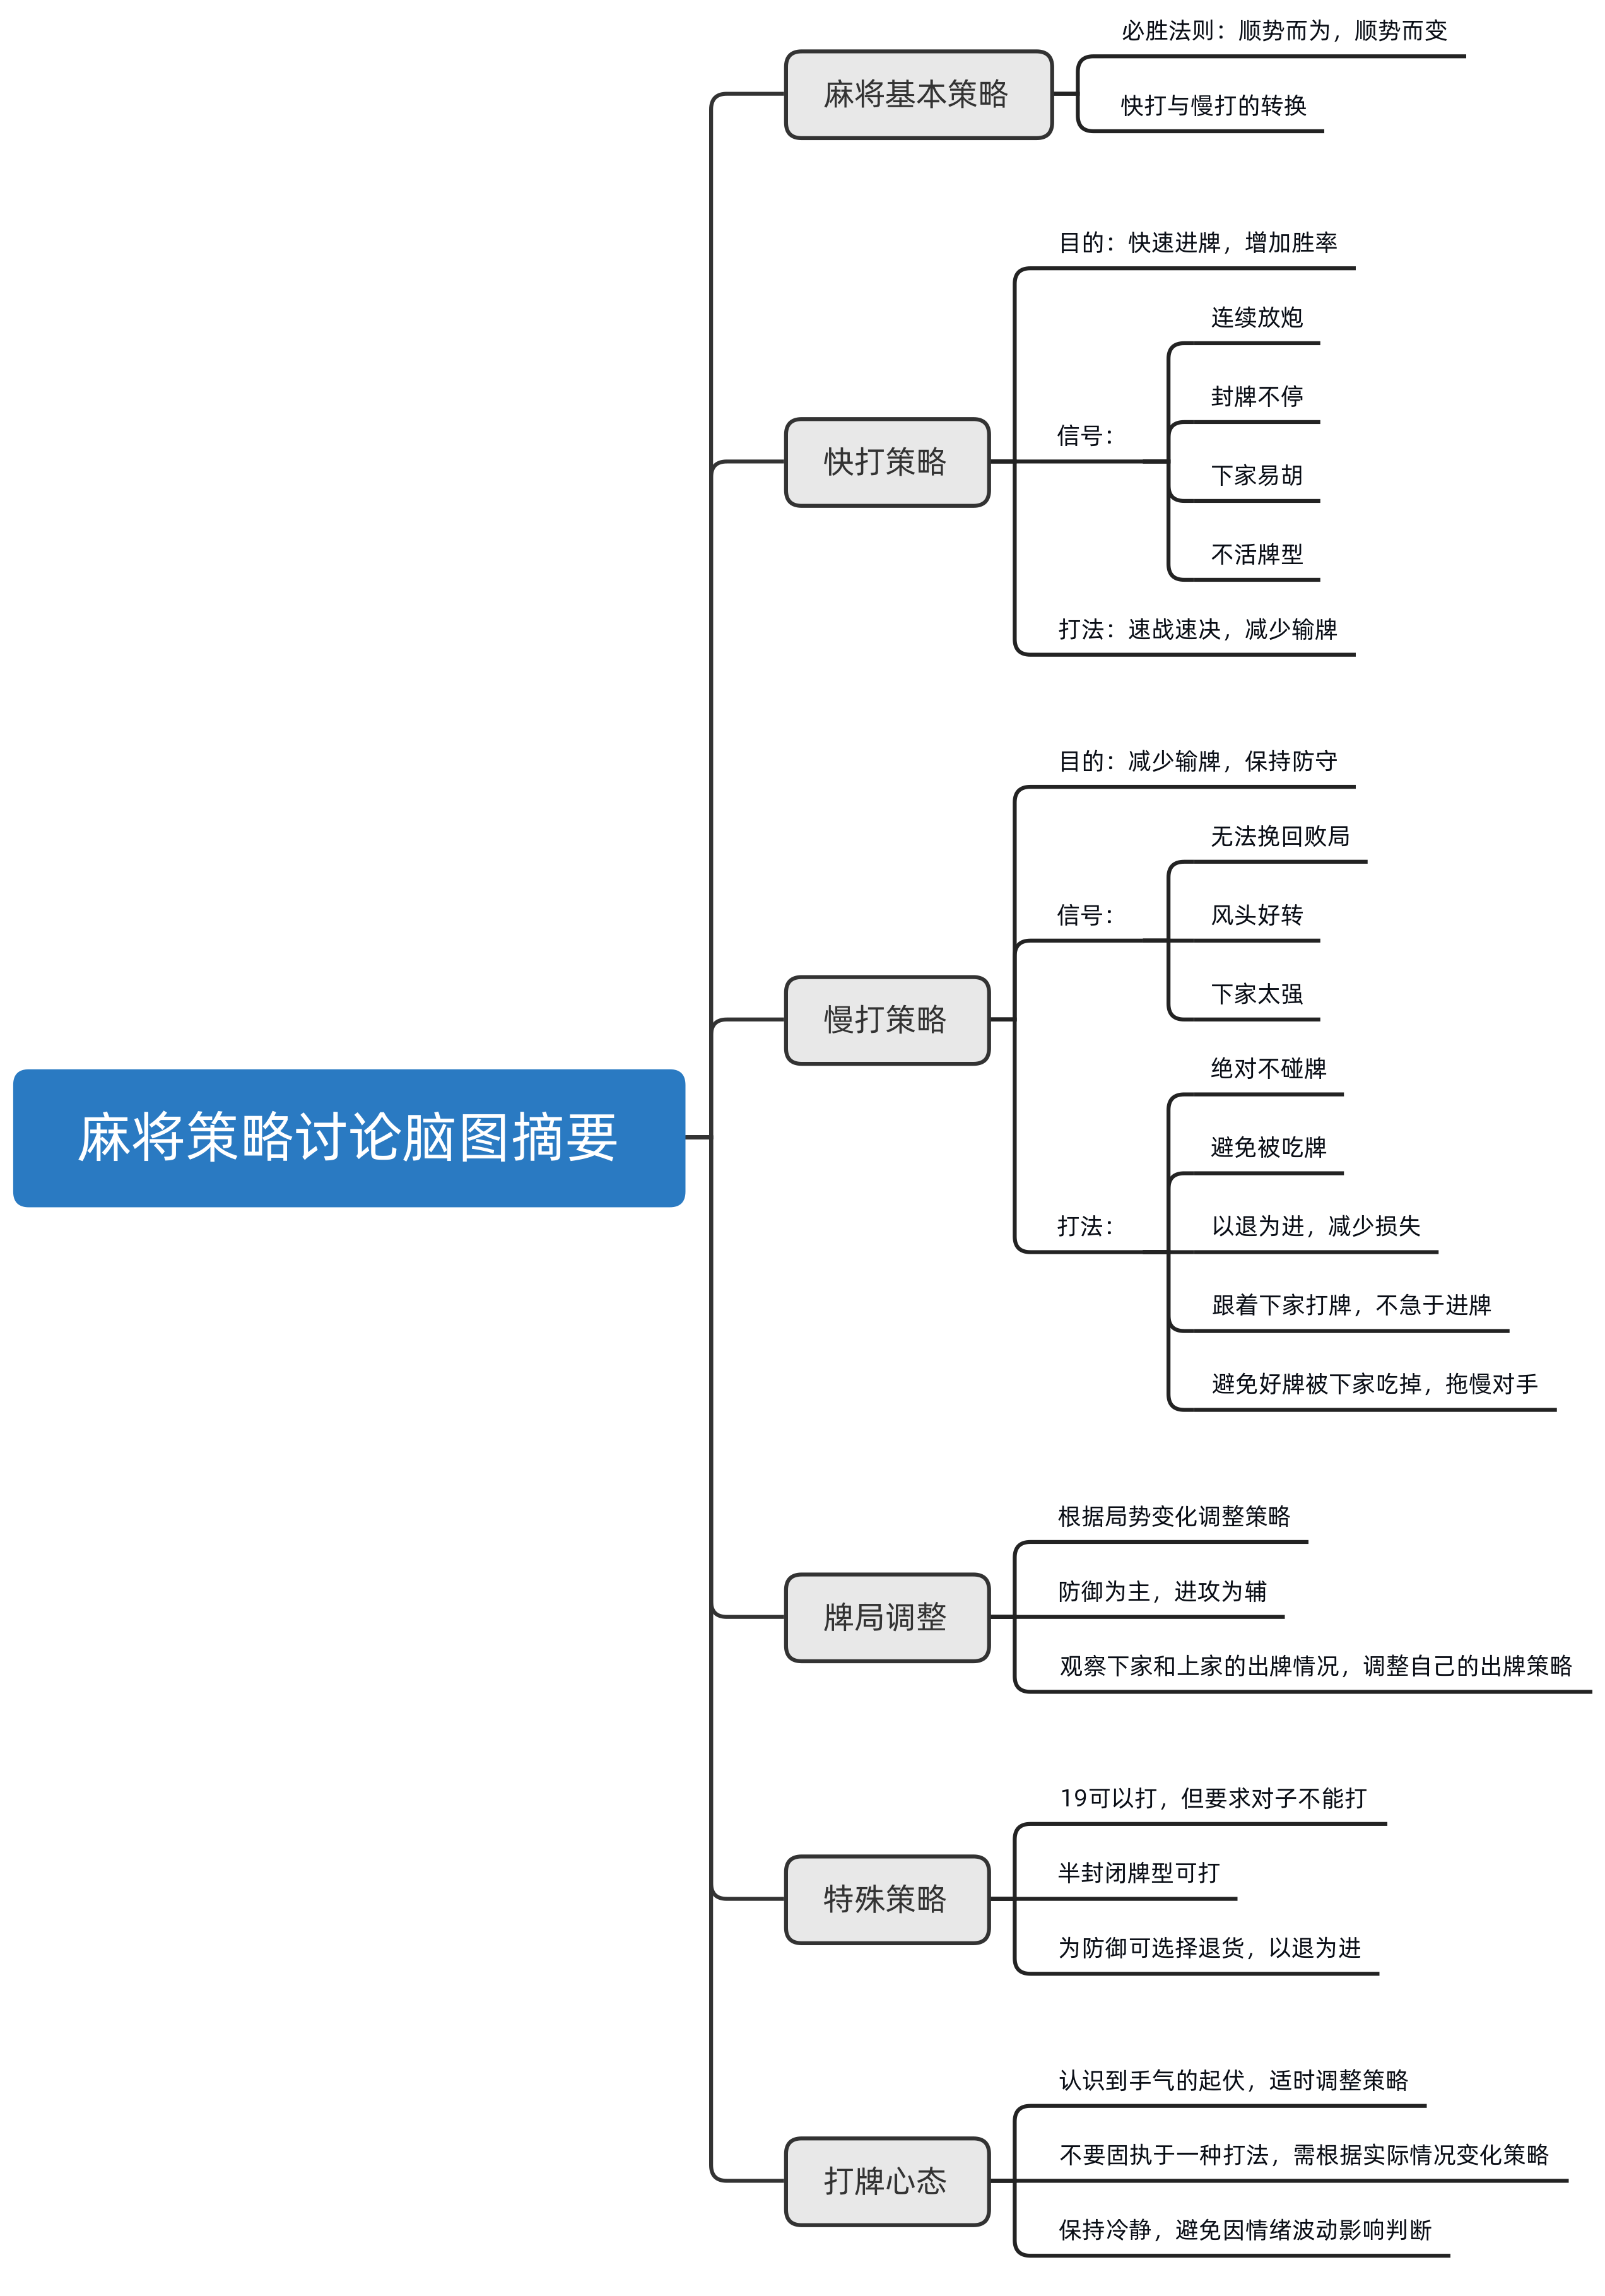 麻将策略讨论脑图摘要
麻将基本策略
必胜法则：顺势而为，顺势而变
快打与慢打的转换
快打策略
目的：快速进牌，增加胜率
信号：
连续放炮
封牌不停
下家易胡
不活牌型
打法：速战速决，减少输牌
慢打策略
目的：减少输牌，保持防守
信号：
无法挽回败局
风头好转
下家太强
打法：
绝对不碰牌
避免被吃牌
以退为进，减少损失
跟着下家打牌，不急于进牌
避免好牌被下家吃掉，拖慢对手
牌局调整
根据局势变化调整策略
防御为主，进攻为辅
观察下家和上家的出牌情况，调整自己的出牌策略
特殊策略
19可以打，但要求对子不能打
半封闭牌型可打
为防御可选择退货，以退为进
打牌心态
认识到手气的起伏，适时调整策略
不要固执于一种打法，需根据实际情况变化策略
保持冷静，避免因情绪波动影响判断